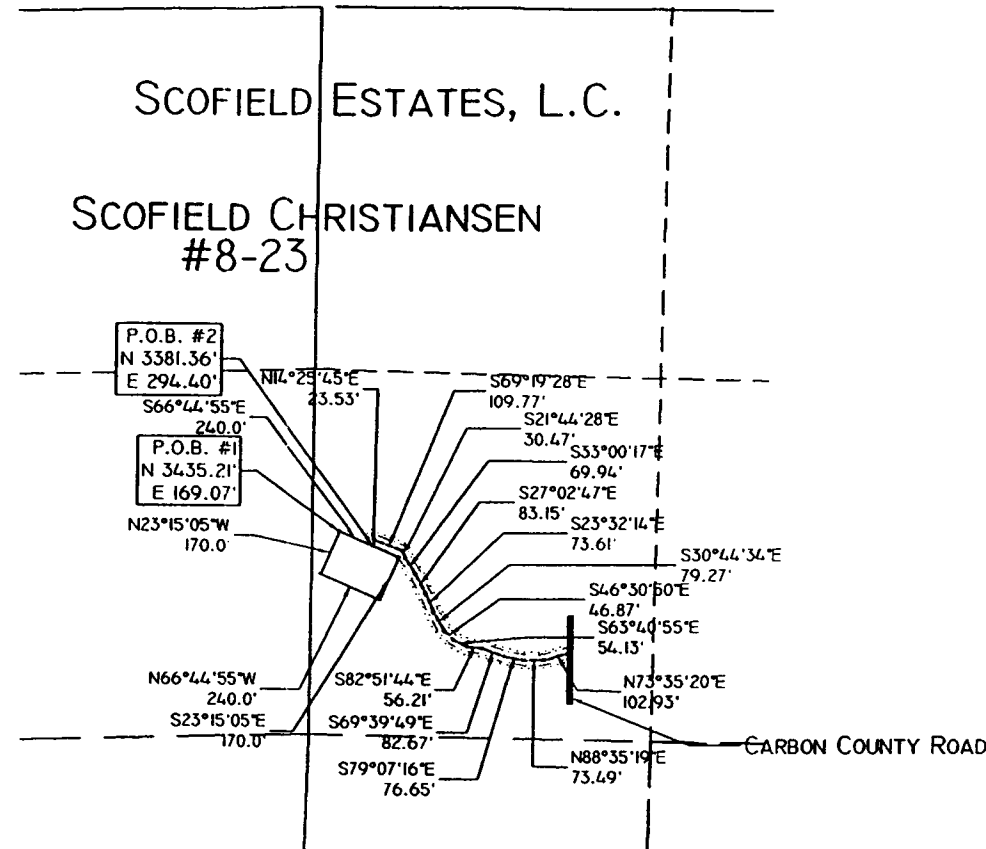 SCOFIELD ESTATES, L.C.
SCOFIELD CHRISTIANSEN
#8-23
P.O.B. #2
N 3381.36'
E 294.40'
N14°25'45"E
23.53'
S69°19'28"E
109.77'
S66°44'55"E
240.0'
S21°44'28"E
30.47'
P.O.B. #1
N 3435.21'
E 169.07'
S33°00'17"E
69.94'
S27°02'47"E
83.15'
N23°15'05"W
170.0'
S23°32'14"E
73.61'
S30°44'34"E
79.27'
S46°30'50"E
46.87'
S63°40'55"E
54.13'
N66°44'55"W
240.0'
S82°51'44"E
56.21'
N73°35'20"E
102.93'
S23°15'05"E
170.0'
S69°39'49"E
82.67'
CARBON COUNTY ROAD
S79°07'16"E
76.65'
N88°35'19"E
73.49'